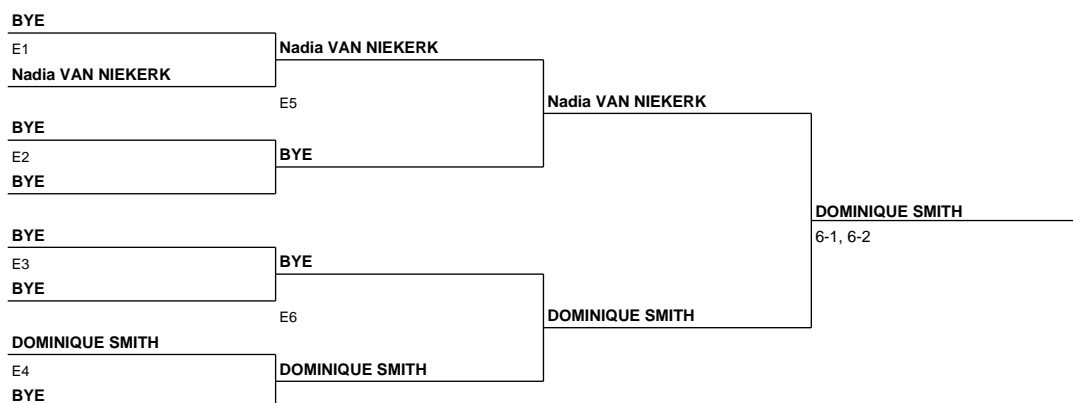 BYE
E1
Nadia VAN NIEKERK
Nadia VAN NIEKERK
E5
Nadia VAN NIEKERK
BYE
E2
BYE
BYE
DOMINIQUE SMITH
6-1, 6-2
BYE
E3
BYE
BYE
E6
DOMINIQUE SMITH
DOMINIQUE SMITH
E4
DOMINIQUE SMITH
BYE